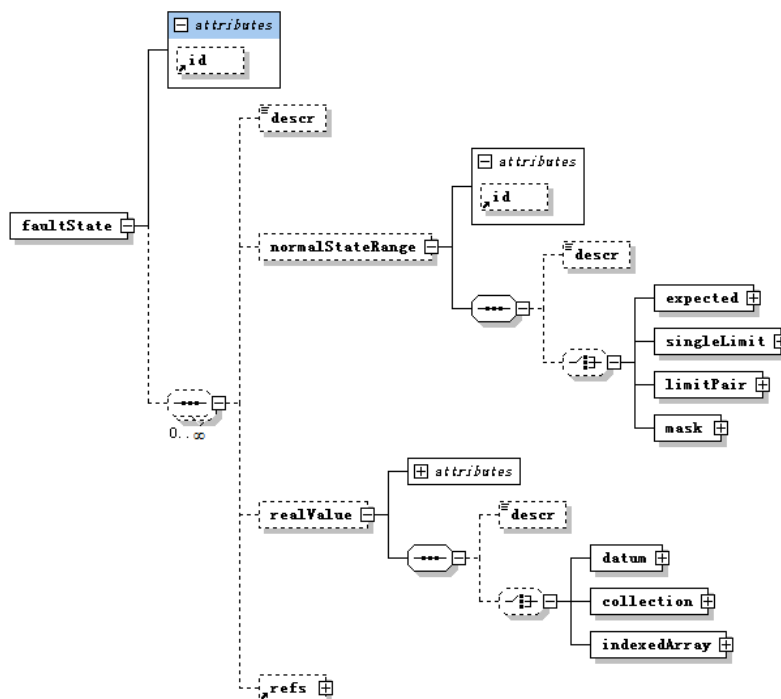 attributes
id
descr
attributes
id
faultState
normalStateRange
descr
expected
singleLimit
limitPair
mask
0..∞
attributes
realValue
descr
datum
collection
indexedArray
refs